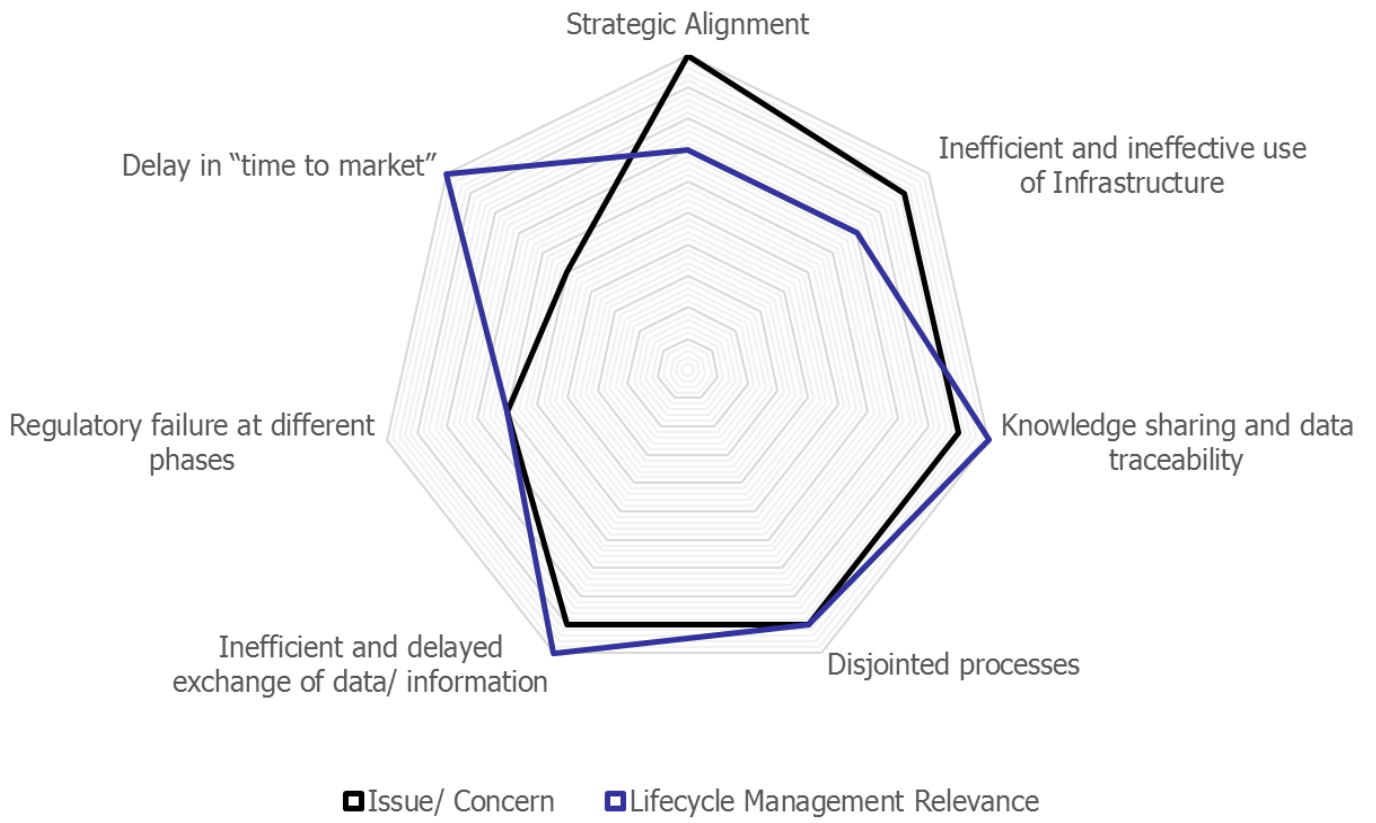 Strategic Alignment
Delay in “time to market”
Inefficient and ineffective use
of Infrastructure
Regulatory failure at different
phases
Knowledge sharing and data
traceability
Inefficient and delayed
exchange of data/ information
Disjointed processes
Issue/ Concern
Lifecycle Management Relevance